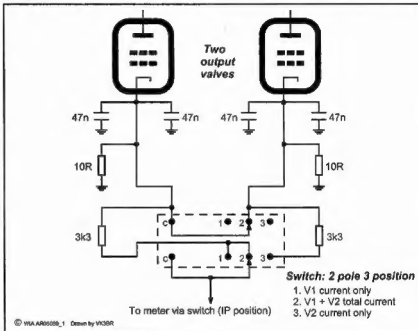 Two
output
valves
47n 47n 47n 47n
10R 10R
3k3 c 1 2 3 3k3
c 1 2 3
Switch: 2 pole 3 position
1. V1 current only
2. V1 + V2 total current
3. V2 current only
To meter via switch (IP position)
Drawn by VK3BR